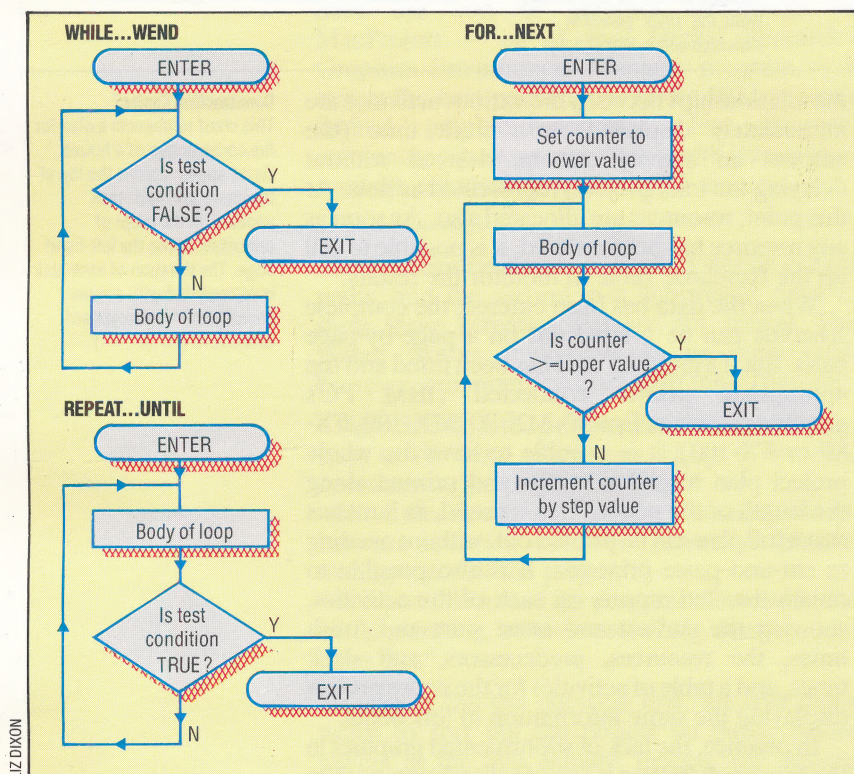 WHILE...WEND
ENTER
Is test
condition
FALSE?
Y
EXIT
N
Body of loop
REPEAT...UNTIL
ENTER
Body of loop
Is test
condition
TRUE?
Y
EXIT
N
FOR...NEXT
ENTER
Set counter to
lower value
Body of loop
Is counter
>=upper value
?
Y
EXIT
N
Increment counter
by step value
IZ DIXON